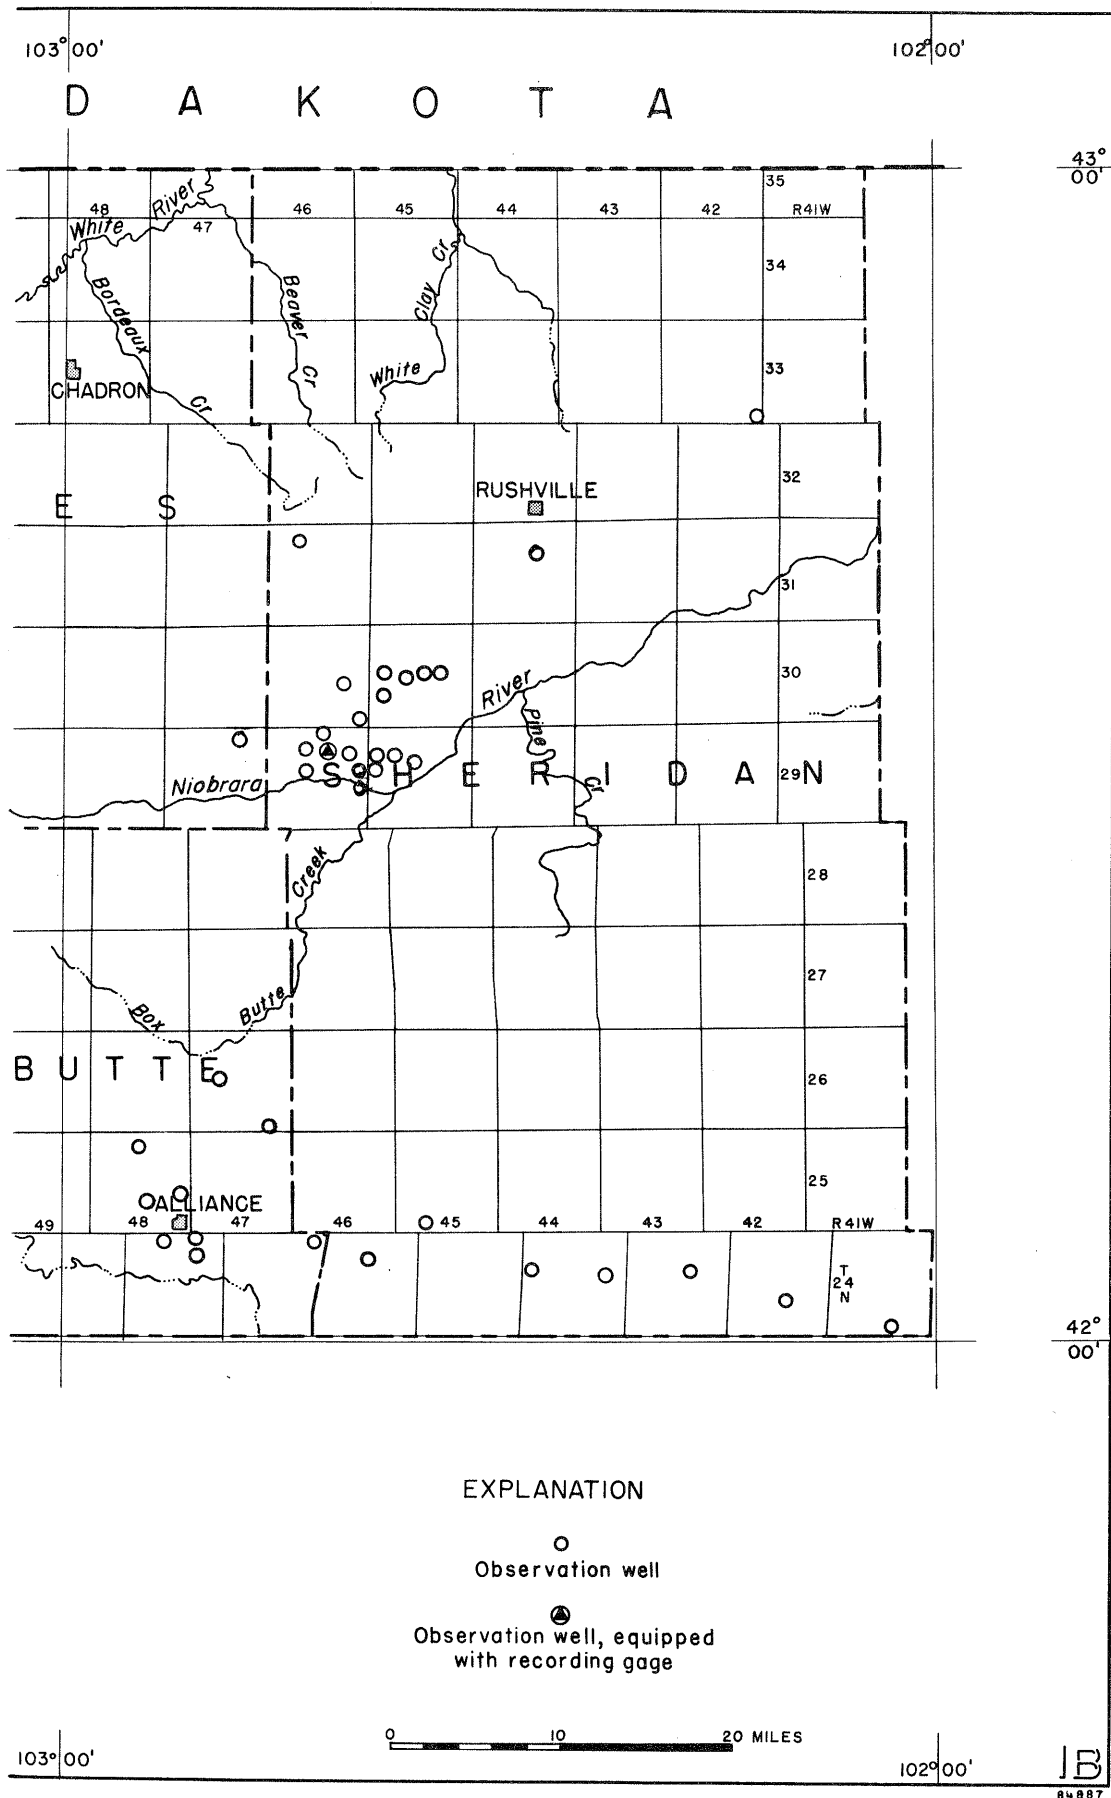 103°00'
102°00'
D A K O T A
43°
00'
48
River
46
45
44
43
42
35
R41W
White
47
34
Bordeaux
Beaver
Cr
Clay
Cr
33
White
CHADRON
Cr
32
E S
RUSHVILLE
31
30
River
Pine
Cr
Niobrara
S H E R I D A N
29
28
Creek
27
Box
Butte
B U T T E
26
25
ALLIANCE
49
48
47
46
45
44
43
42
R41W
T
24
N
42°
00'
EXPLANATION
Observation well
Observation well, equipped
with recording gage
0 10 20 MILES
103°00'
102°00'
1B
84887